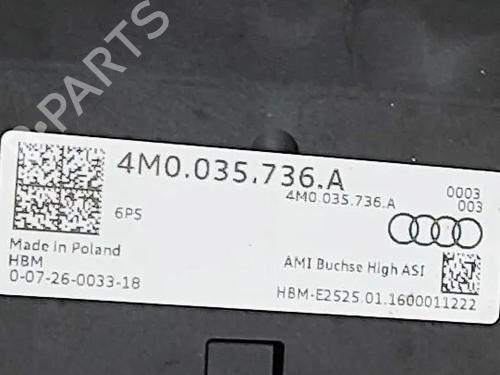 B.PARTS
4M0.035.736.A
4M0.035.736.A
0003
003
6PS
Made in Poland
HBM
0-07-26-0033-18
AMI Buchse High ASI
HBM-E2525.01.1600011222